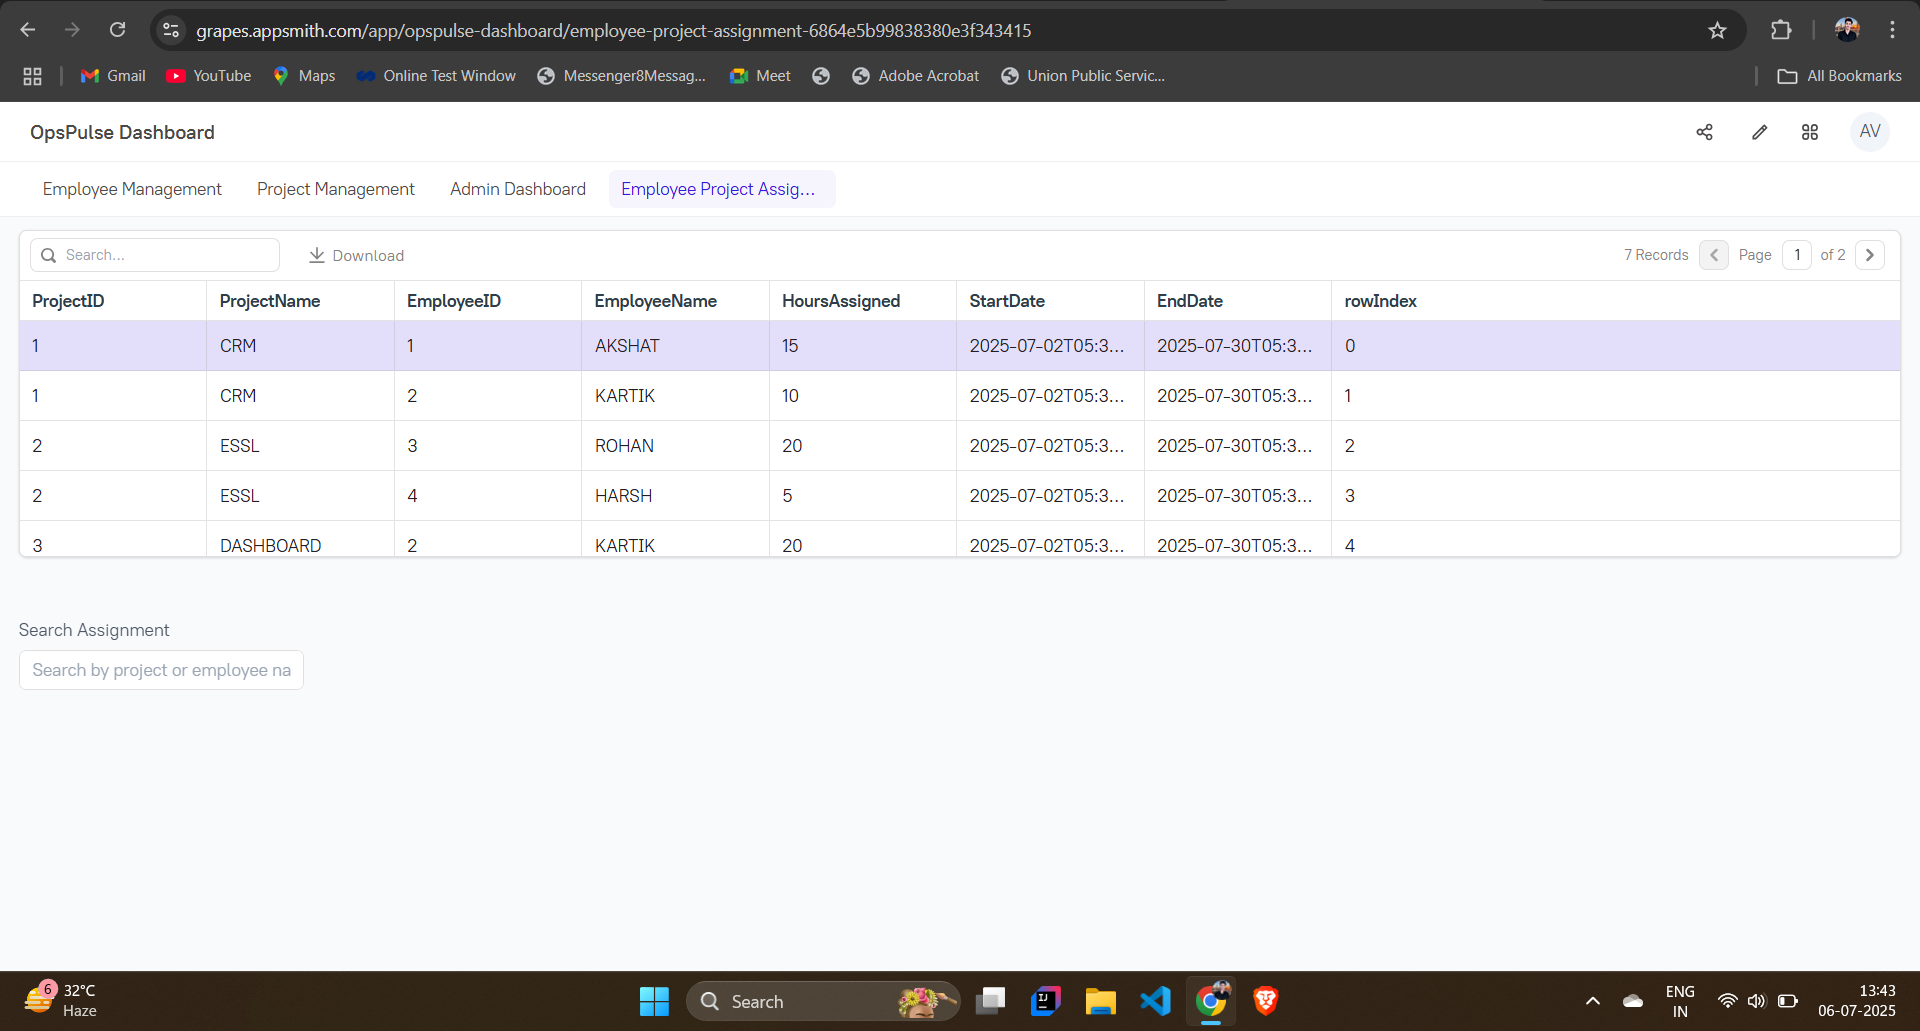 grapes.appsmith.com/app/opspulse-dashboard/employee-project-assignment-6864e5b99838380e3f343415
Gmail YouTube Maps Online Test Window Messenger8Messag... Meet Adobe Acrobat Union Public Servic... All Bookmarks
OpsPulse Dashboard AV
Employee Management Project Management Admin Dashboard Employee Project Assig...
Search... Download 7 Records Page 1 of 2
ProjectID ProjectName EmployeeID EmployeeName HoursAssigned StartDate EndDate rowIndex
1 CRM 1 AKSHAT 15 2025-07-02T05:3... 2025-07-30T05:3... 0
1 CRM 2 KARTIK 10 2025-07-02T05:3... 2025-07-30T05:3... 1
2 ESSL 3 ROHAN 20 2025-07-02T05:3... 2025-07-30T05:3... 2
2 ESSL 4 HARSH 5 2025-07-02T05:3... 2025-07-30T05:3... 3
3 DASHBOARD 2 KARTIK 20 2025-07-02T05:3... 2025-07-30T05:3... 4
Search Assignment
Search by project or employee na
6 32°C
Haze
Search
ENG
IN
13:43
06-07-2025